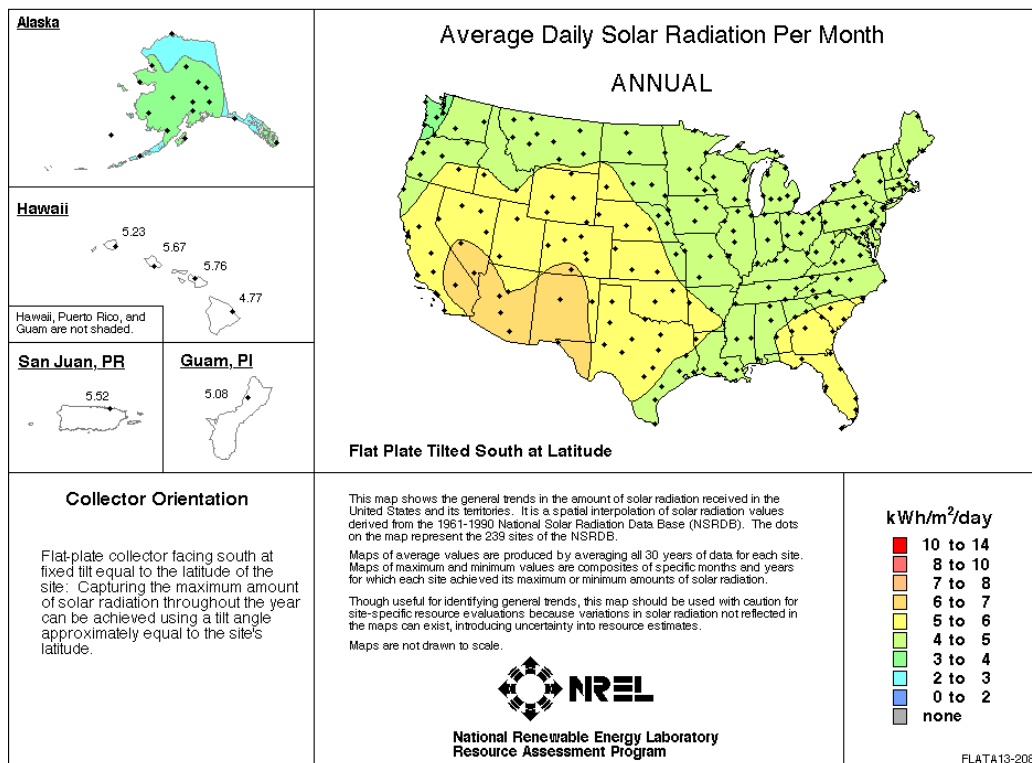 Alaska
Average Daily Solar Radiation Per Month
ANNUAL
Hawaii
5.23
5.67
5.76
4.77
Hawaii, Puerto Rico, and
Guam are not shaded.
San Juan, PR
5.52
Guam, PI
5.08
Flat Plate Tilted South at Latitude
Collector Orientation
Flat-plate collector facing south at
fixed tilt equal to the latitude of the
site: Capturing the maximum amount
of solar radiation throughout the year
can be achieved using a tilt angle
approximately equal to the site's
latitude.
This map shows the general trends in the amount of solar radiation received in the
United States and its territories. It is a spatial interpolation of solar radiation values
derived from the 1961-1990 National Solar Radiation Data Base (NSRDB). The dots
on the map represent the 239 sites of the NSRDB.
Maps of average values are produced by averaging all 30 years of data for each site.
Maps of maximum and minimum values are composites of specific months and years
for which each site achieved its maximum or minimum amounts of solar radiation.
Though useful for identifying general trends, this map should be used with caution for
site-specific resource evaluations because variations in solar radiation not reflected in
the maps can exist, introducing uncertainty into resource estimates.
Maps are not drawn to scale.
NREL
National Renewable Energy Laboratory
Resource Assessment Program
kWh/m²/day
10 to 14
8 to 10
7 to 8
6 to 7
5 to 6
4 to 5
3 to 4
2 to 3
0 to 2
none
FLATA13-208